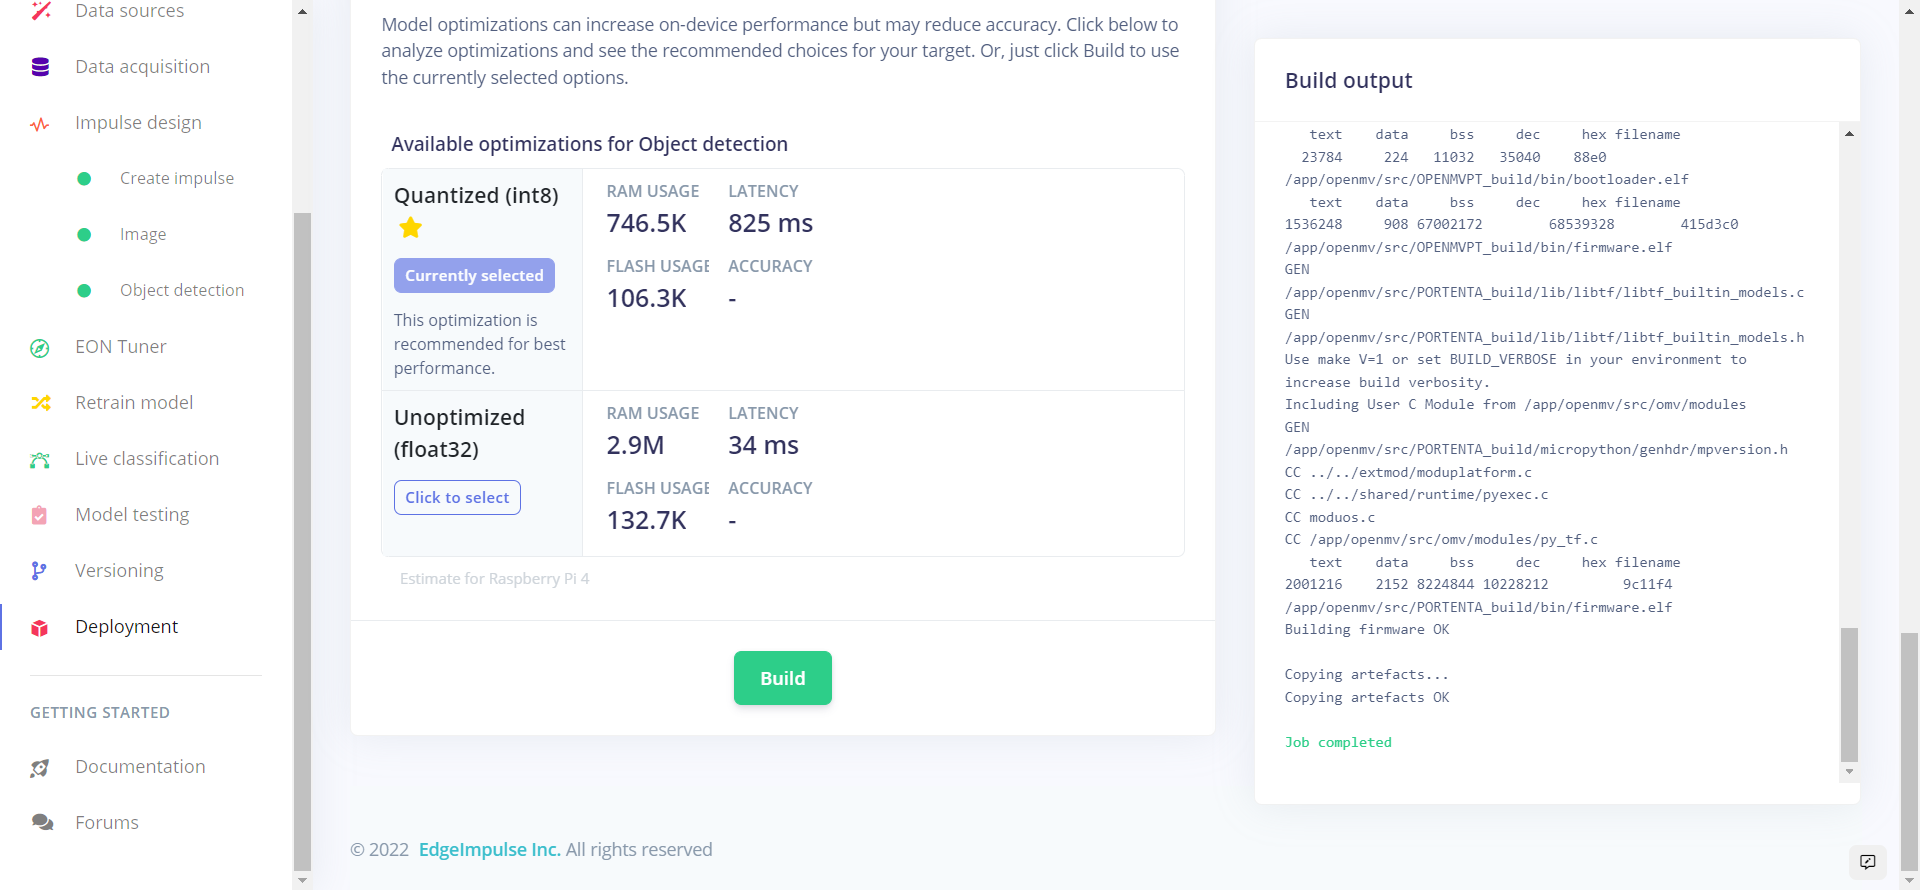 Data sources
Data acquisition
Impulse design
Create impulse
Image
Object detection
EON Tuner
Retrain model
Live classification
Model testing
Versioning
Deployment
GETTING STARTED
Documentation
Forums
Model optimizations can increase on-device performance but may reduce accuracy. Click below to
analyze optimizations and see the recommended choices for your target. Or, just click Build to use
the currently selected options.
Available optimizations for Object detection
Quantized (int8)
Currently selected
This optimization is
recommended for best
performance.
RAM USAGE LATENCY
746.5K 825 ms
FLASH USAGE ACCURACY
106.3K -
Unoptimized
(float32)
Click to select
RAM USAGE LATENCY
2.9M 34 ms
FLASH USAGE ACCURACY
132.7K -
Estimate for Raspberry Pi 4
Build
Build output
text data bss dec hex filename
23784 224 11032 35040 88e0
/app/openmv/src/OPENMVPT_build/bin/bootloader.elf
text data bss dec hex filename
1536248 908 67002172 68539328 415d3c0
/app/openmv/src/OPENMVPT_build/bin/firmware.elf
GEN
/app/openmv/src/PORTENTA_build/lib/libtf/libtf_builtin_models.c
GEN
/app/openmv/src/PORTENTA_build/lib/libtf/libtf_builtin_models.h
Use make V=1 or set BUILD_VERBOSE in your environment to
increase build verbosity.
Including User C Module from /app/openmv/src/omv/modules
GEN
/app/openmv/src/PORTENTA_build/micropython/genhdr/mpversion.h
CC ../../extmod/moduplatform.c
CC ../../shared/runtime/pyexec.c
CC moduos.c
CC /app/openmv/src/omv/modules/py_tf.c
text data bss dec hex filename
2001216 2152 8224844 10228212 9c11f4
/app/openmv/src/PORTENTA_build/bin/firmware.elf
Building firmware OK
Copying artefacts...
Copying artefacts OK
Job completed
© 2022 EdgeImpulse Inc. All rights reserved